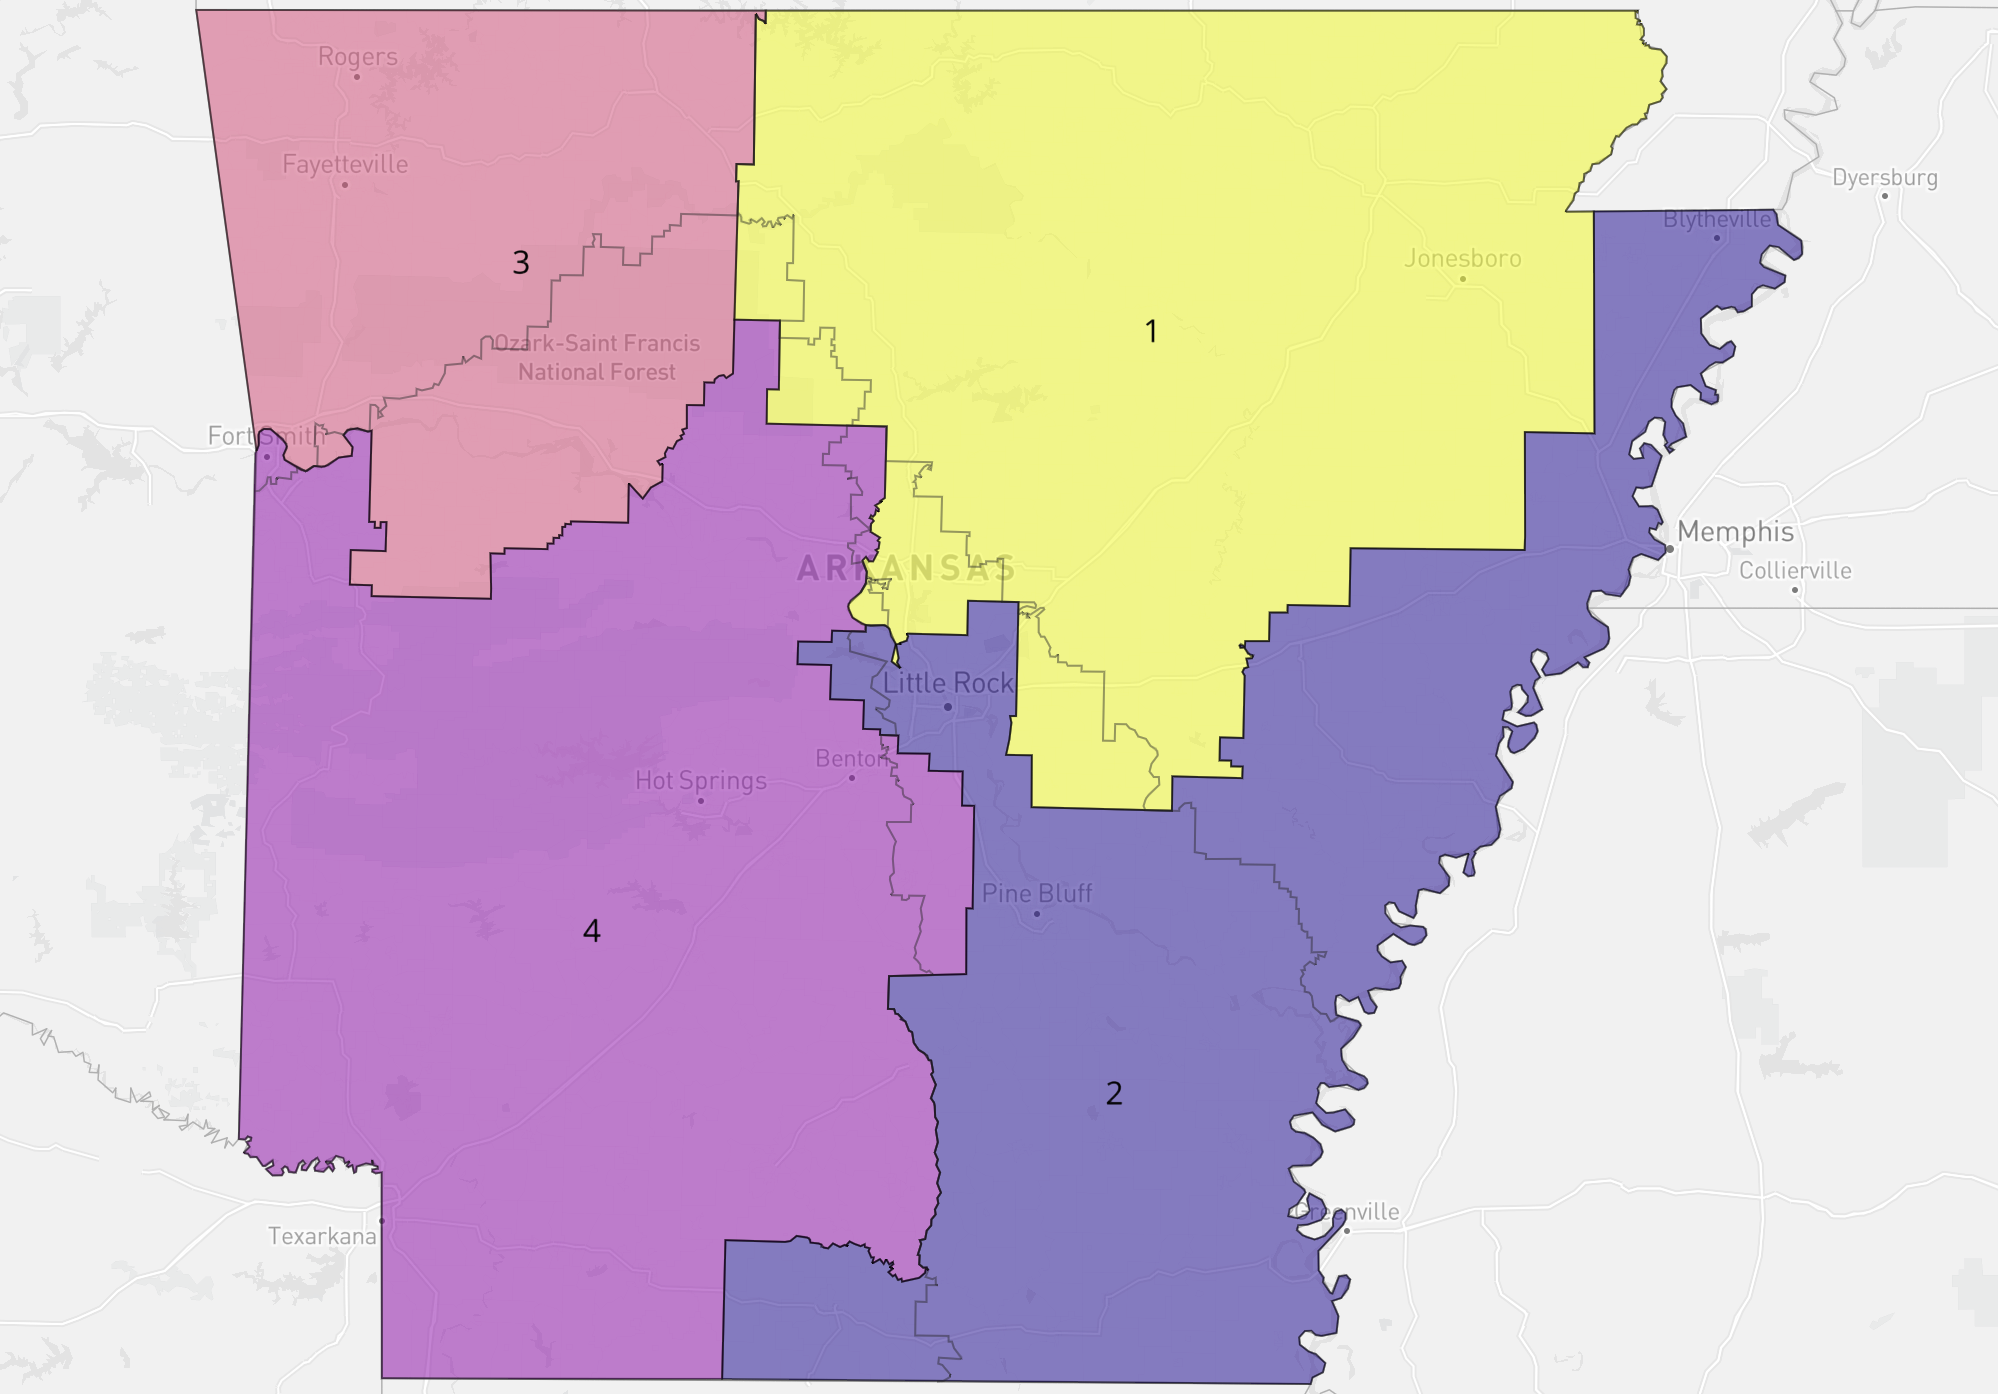 Rogers
Fayetteville
Dyersburg
Blytheville
3
Jonesboro
1
Ozark-Saint Francis
National Forest
Fort Smith
Memphis
ARKANSAS
Collierville
Little Rock
Benton
Hot Springs
Pine Bluff
4
2
Greenville
Texarkana